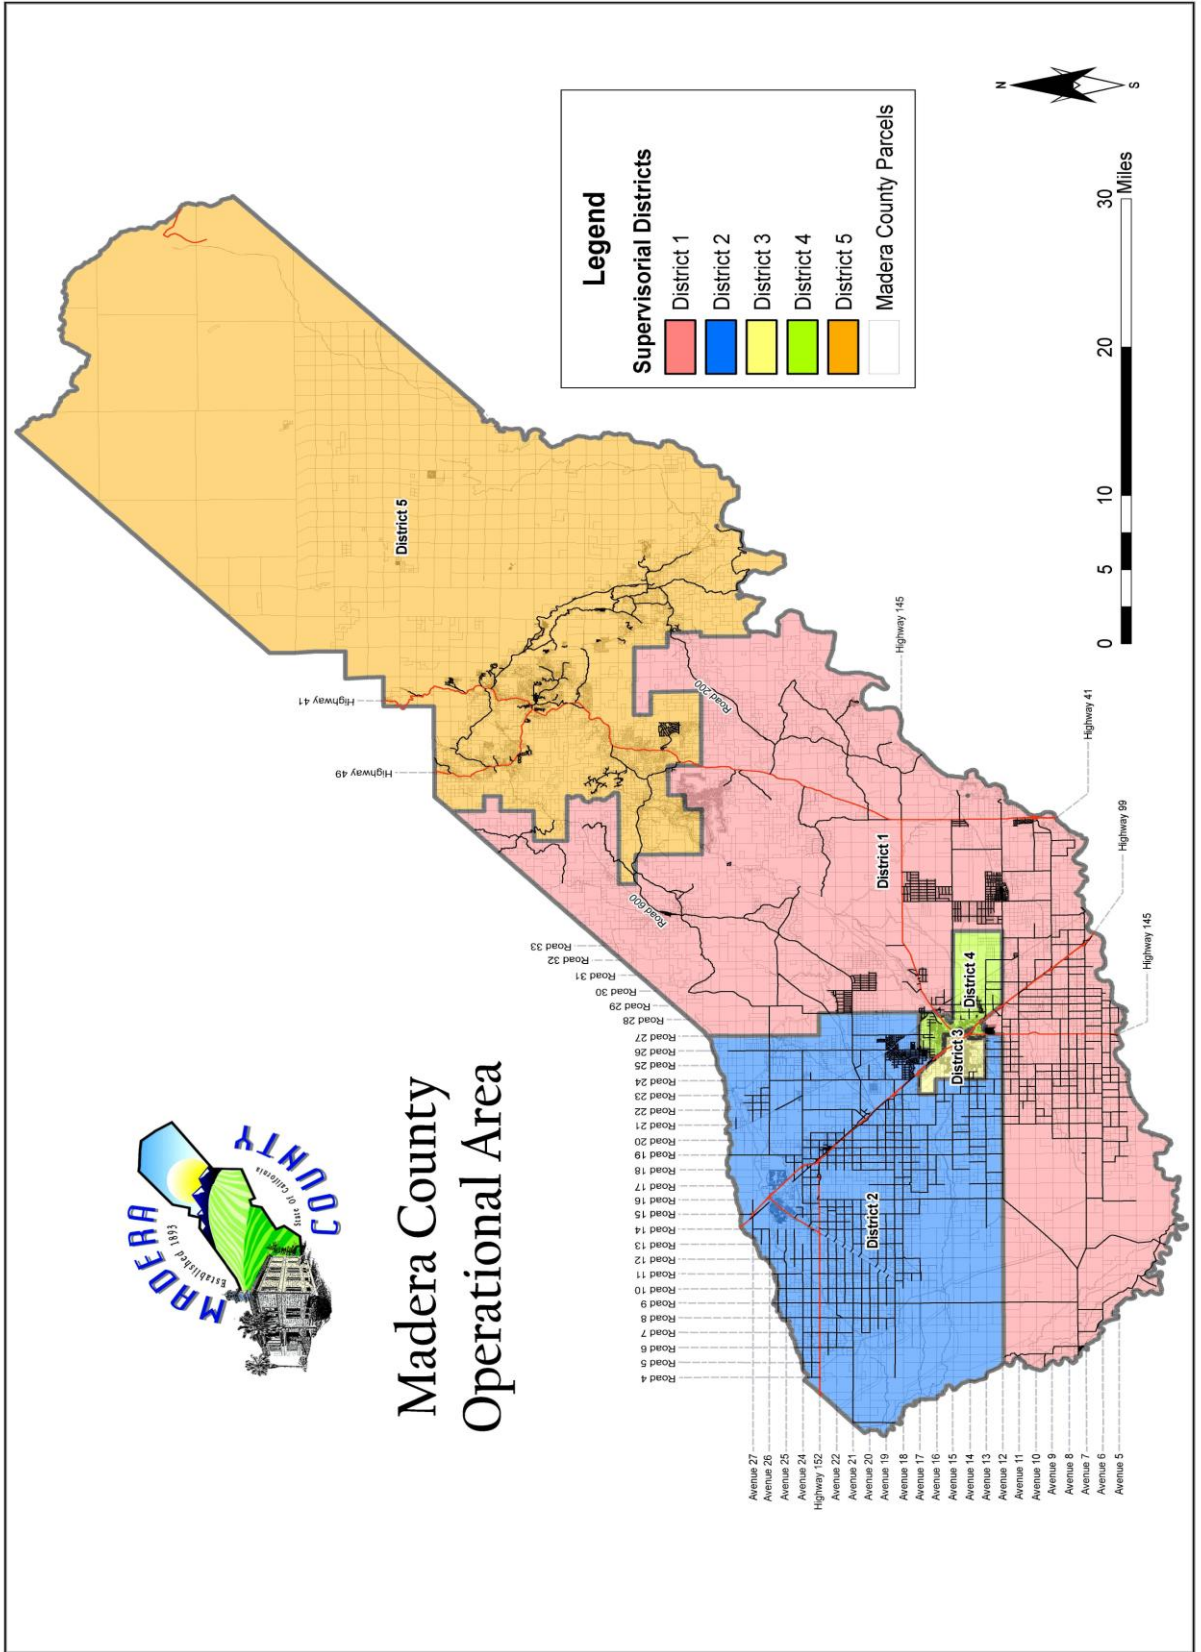 MADERA
Established 1893
State of California
COUNTY
Madera County
Operational Area
Highway 41
Highway 49
Road 33
Road 32
Road 31
Road 30
Road 29
Road 28
Road 27
Road 26
Road 25
Road 24
Road 23
Road 22
Road 21
Road 20
Road 19
Road 18
Road 17
Road 16
Road 15
Road 14
Road 13
Road 12
Road 11
Road 10
Road 9
Road 8
Road 7
Road 6
Road 5
Road 4
Avenue 27
Avenue 26
Avenue 25
Avenue 24
Highway 152
Avenue 22
Avenue 21
Avenue 20
Avenue 19
Avenue 18
Avenue 17
Avenue 16
Avenue 15
Avenue 14
Avenue 13
Avenue 12
Avenue 11
Avenue 10
Avenue 9
Avenue 8
Avenue 7
Avenue 6
Avenue 5
District 5
Road 200
Road 600
District 1
District 4
District 3
District 2
Highway 145
Highway 41
Highway 99
Highway 145
Legend
Supervisorial Districts
District 1
District 2
District 3
District 4
District 5
Madera County Parcels
N
S
0 5 10 20 30
Miles